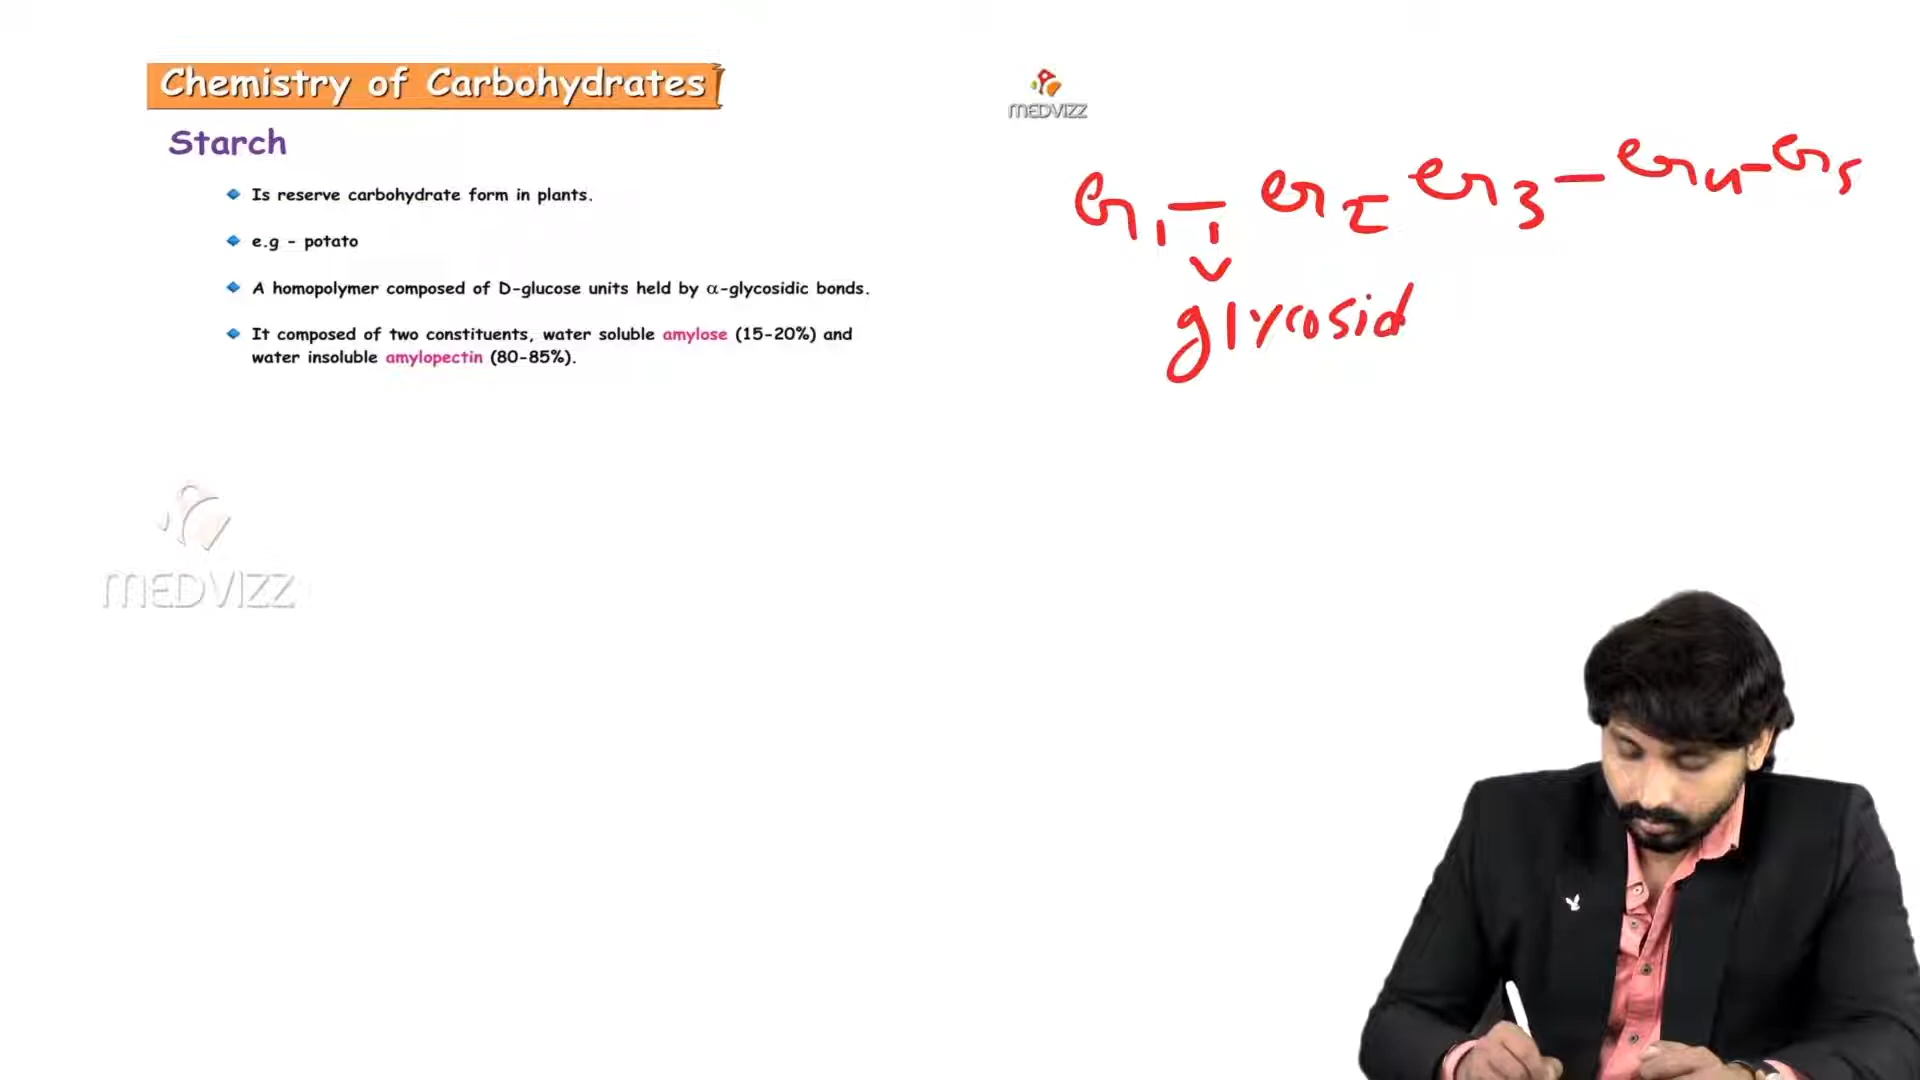 Chemistry of Carbohydrates
Starch
Is reserve carbohydrate form in plants.
e.g - potato
A homopolymer composed of D-glucose units held by α-glycosidic bonds.
It composed of two constituents, water soluble amylose (15-20%) and
water insoluble amylopectin (80-85%).
MEDVIZZ
G1 - G2 G3 - G4 - G5
glycosid
MEDVIZZ